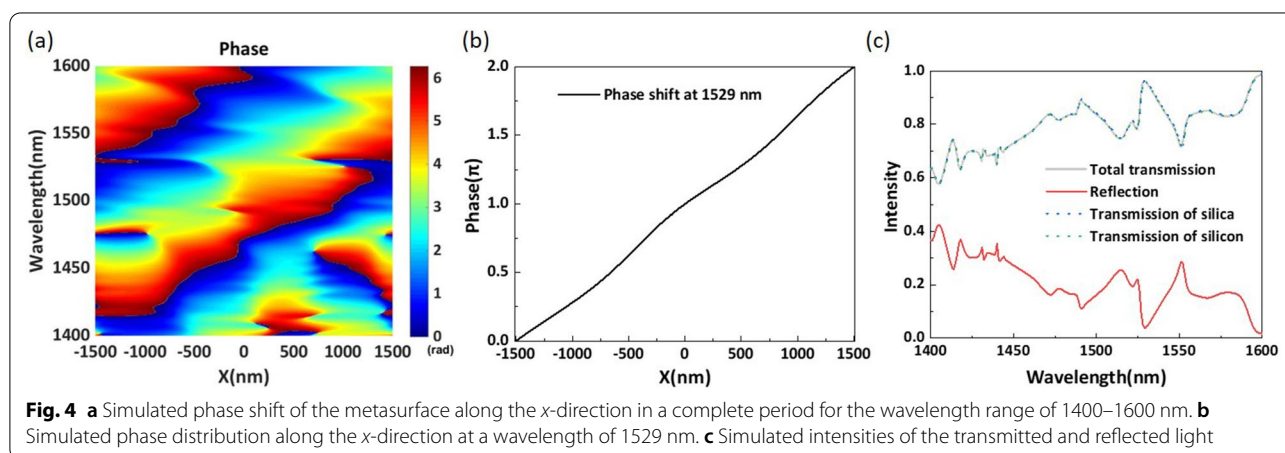 (a)
Phase
1600
1550
1500
1450
1400
Wavelength(nm)
-1500 -1000 -500 0 500 1000 1500
X(nm)
6
5
4
3
2
1
0
(rad)
(b)
2.0
1.5
1.0
0.5
0.0
Phase(π)
Phase shift at 1529 nm
-1500 -1000 -500 0 500 1000 1500
X(nm)
(c)
1.0
0.8
0.6
0.4
0.2
0.0
Intensity
Total transmission
Reflection
Transmission of silica
Transmission of silicon
1400 1450 1500 1550 1600
Wavelength(nm)
Fig. 4 a Simulated phase shift of the metasurface along the x-direction in a complete period for the wavelength range of 1400–1600 nm. b
Simulated phase distribution along the x-direction at a wavelength of 1529 nm. c Simulated intensities of the transmitted and reflected light